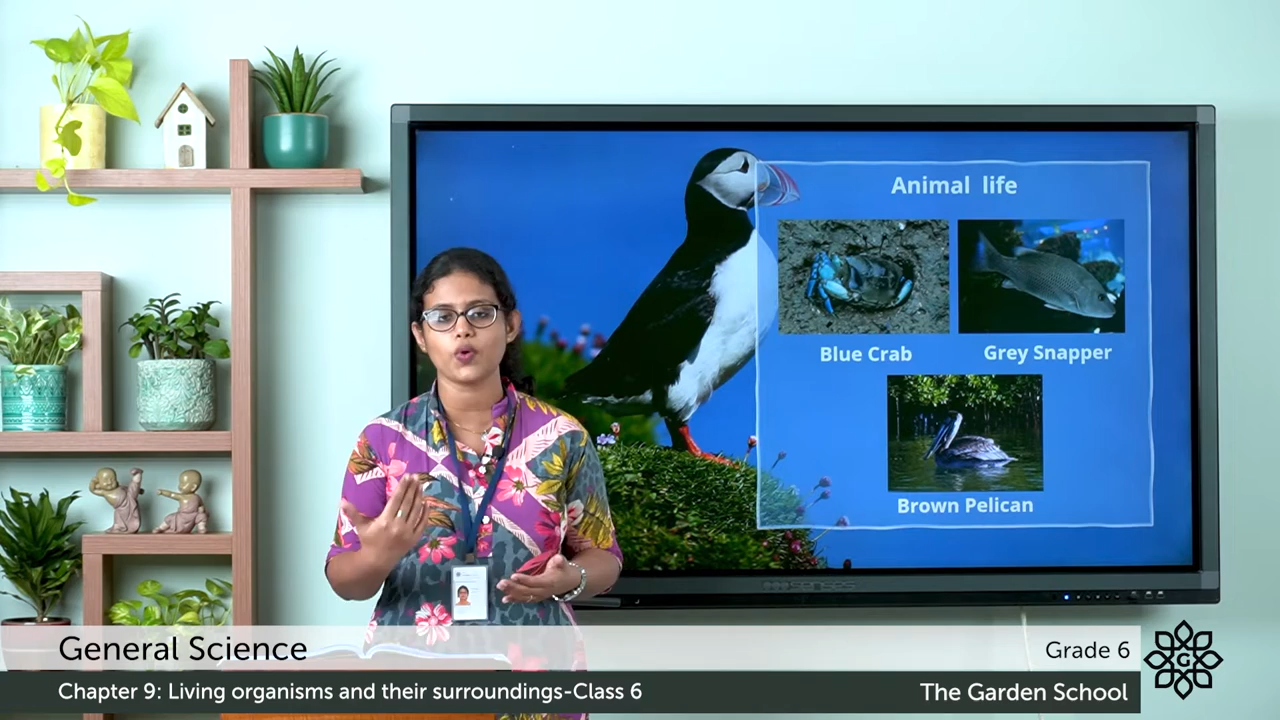 Animal life
Blue Crab
Grey Snapper
Brown Pelican
General Science
Grade 6
Chapter 9: Living organisms and their surroundings-Class 6
The Garden School
G